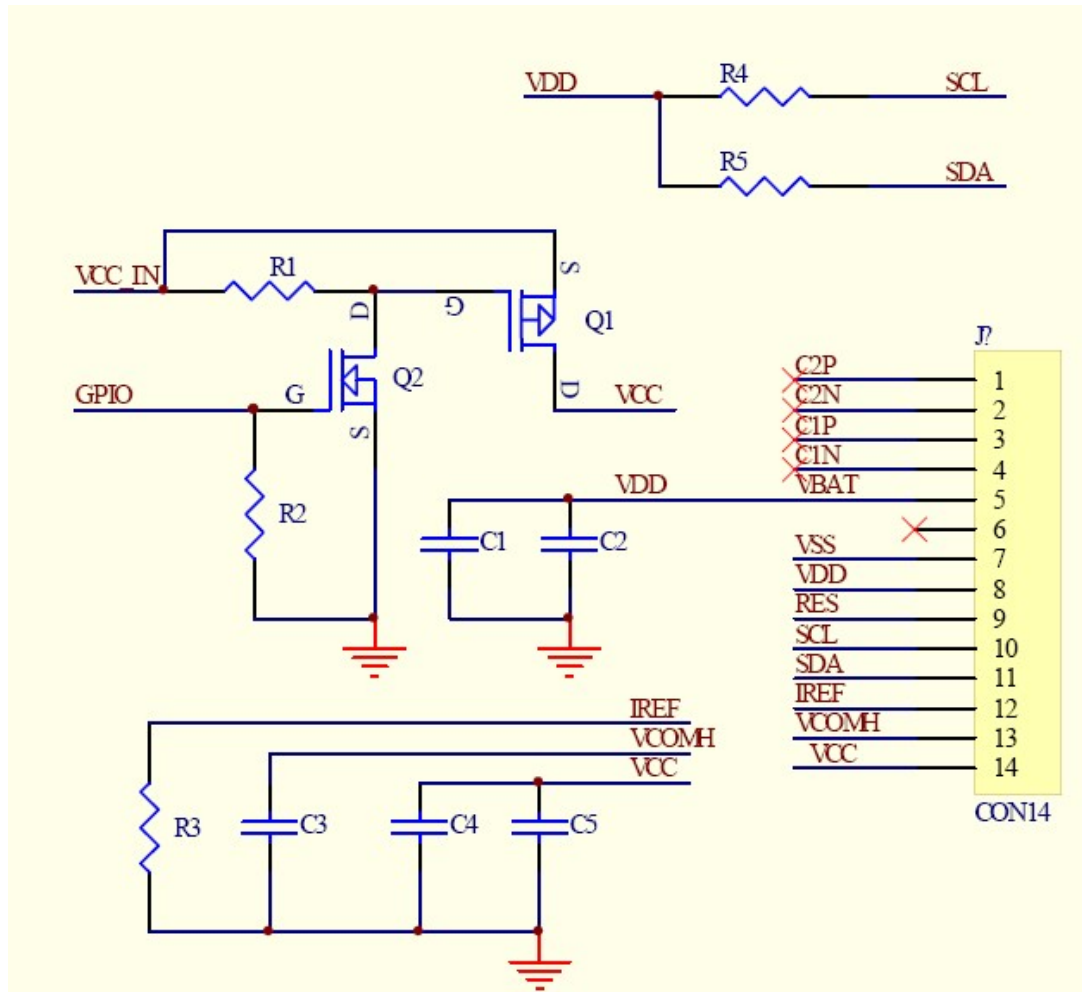 VDD R4 SCL
R5 SDA
VCC_IN R1 D G S Q1 D VCC
GPIO G Q2 S
R2
J?
C2P 1
C2N 2
C1P 3
C1N 4
VDD VBAT 5
6
VSS 7
VDD 8
RES 9
SCL 10
SDA 11
IREF 12
VCOMH 13
VCC 14
CON14
C1 C2
IREF
VCOMH
VCC
R3 C3 C4 C5